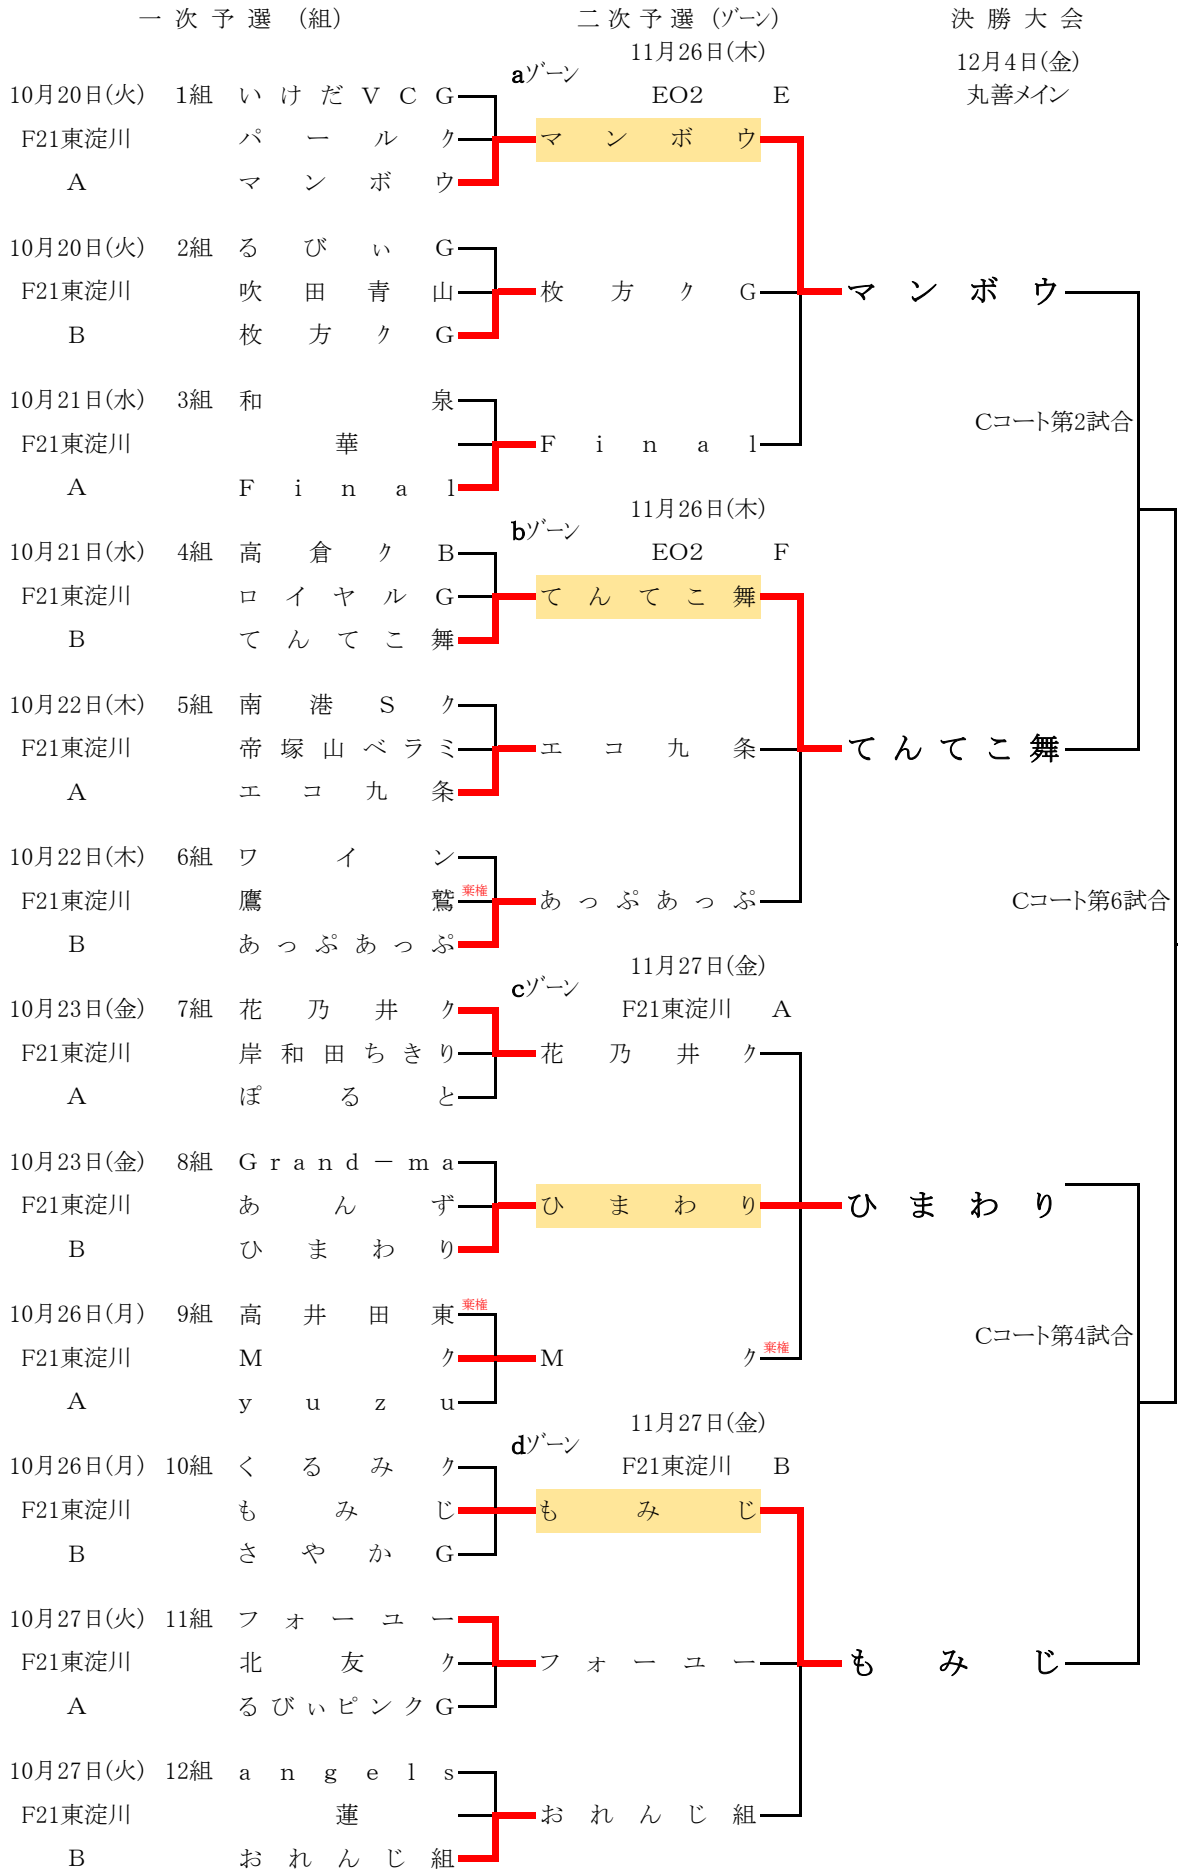 一次予選 (組) 二次予選 (ゾーン) 決勝大会
11月26日(木)
12月4日(金)
aゾーン
10月20日(火) 1組 いけだVCG EO2 E 丸善メイン
F21東淀川 パールク マンボウ
A マンボウ
10月20日(火) 2組 るびぃG
F21東淀川 吹田青山 枚方クG マンボウ
B 枚方クG
10月21日(水) 3組 和泉
Cコート第2試合
F21東淀川 華 Final
A Final
11月26日(木)
bゾーン
10月21日(水) 4組 高倉クB EO2 F
F21東淀川 ロイヤルG てんてこ舞
B てんてこ舞
10月22日(木) 5組 南港Sク
F21東淀川 帝塚山ベラミ エコ九条 てんてこ舞
A エコ九条
10月22日(木) 6組 ワイン
F21東淀川 鷹鷲 棄権 あっぷあっぷ Cコート第6試合
B あっぷあっぷ
11月27日(金)
cゾーン
10月23日(金) 7組 花乃井ク F21東淀川 A
F21東淀川 岸和田ちきり 花乃井ク
A ぽると
10月23日(金) 8組 Grand－ma
F21東淀川 あんず ひまわり ひまわり
B ひまわり
10月26日(月) 9組 高井田東 棄権
Cコート第4試合
F21東淀川 Mク Mク 棄権
A yuzu
11月27日(金)
dゾーン
10月26日(月) 10組 くるみク F21東淀川 B
F21東淀川 もみじ もみじ
B さやかG
10月27日(火) 11組 フォーユー
F21東淀川 北友ク フォーユー もみじ
A るびぃピンクG
10月27日(火) 12組 angels
F21東淀川 蓮 おれんじ組
B おれんじ組